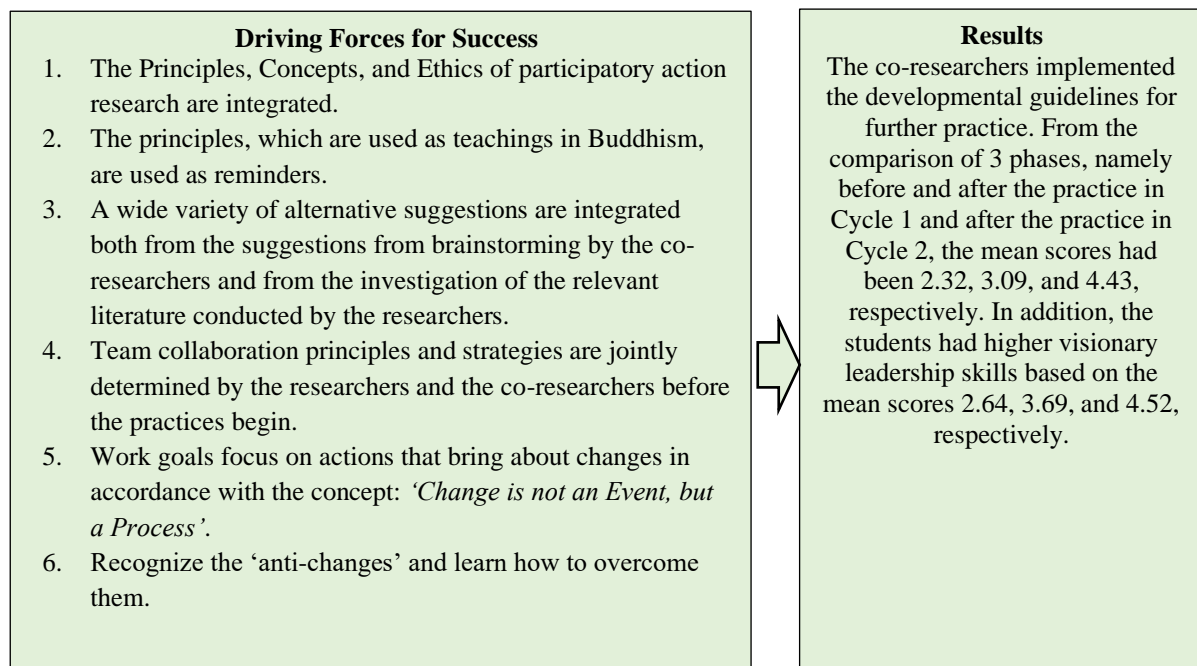 Driving Forces for Success
1. The Principles, Concepts, and Ethics of participatory action
research are integrated.
2. The principles, which are used as teachings in Buddhism,
are used as reminders.
3. A wide variety of alternative suggestions are integrated
both from the suggestions from brainstorming by the co-
researchers and from the investigation of the relevant
literature conducted by the researchers.
4. Team collaboration principles and strategies are jointly
determined by the researchers and the co-researchers before
the practices begin.
5. Work goals focus on actions that bring about changes in
accordance with the concept: ‘Change is not an Event, but
a Process’.
6. Recognize the ‘anti-changes’ and learn how to overcome
them.
Results
The co-researchers implemented
the developmental guidelines for
further practice. From the
comparison of 3 phases, namely
before and after the practice in
Cycle 1 and after the practice in
Cycle 2, the mean scores had
been 2.32, 3.09, and 4.43,
respectively. In addition, the
students had higher visionary
leadership skills based on the
mean scores 2.64, 3.69, and 4.52,
respectively.